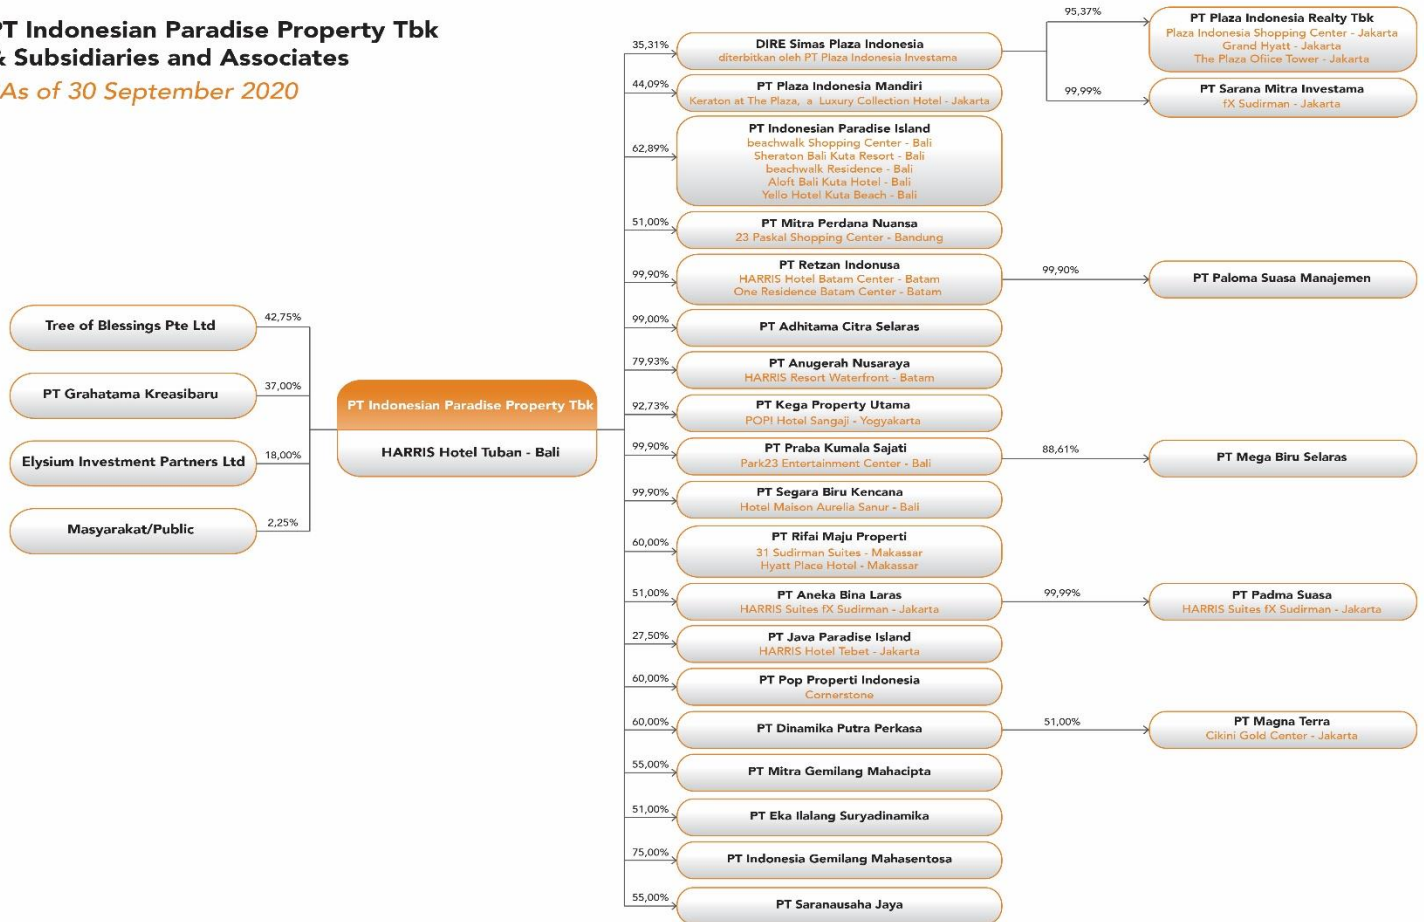 PT Indonesian Paradise Property Tbk
& Subsidiaries and Associates
As of 30 September 2020
Tree of Blessings Pte Ltd
42,75%
PT Grahatama Kreasibaru
37,00%
Elysium Investment Partners Ltd
18,00%
Masyarakat/Public
2,25%
PT Indonesian Paradise Property Tbk
HARRIS Hotel Tuban - Bali
35,31%
DIRE Simas Plaza Indonesia
diterbitkan oleh PT Plaza Indonesia Investama
95,37%
PT Plaza Indonesia Realty Tbk
Plaza Indonesia Shopping Center - Jakarta
Grand Hyatt - Jakarta
The Plaza Ofiice Tower - Jakarta
99,99%
PT Sarana Mitra Investama
fX Sudirman - Jakarta
44,09%
PT Plaza Indonesia Mandiri
Keraton at The Plaza, a Luxury Collection Hotel - Jakarta
62,89%
PT Indonesian Paradise Island
beachwalk Shopping Center - Bali
Sheraton Bali Kuta Resort - Bali
beachwalk Residence - Bali
Aloft Bali Kuta Hotel - Bali
Yello Hotel Kuta Beach - Bali
51,00%
PT Mitra Perdana Nuansa
23 Paskal Shopping Center - Bandung
99,90%
PT Retzan Indonusa
HARRIS Hotel Batam Center - Batam
One Residence Batam Center - Batam
99,90%
PT Paloma Suasa Manajemen
99,00%
PT Adhitama Citra Selaras
79,93%
PT Anugerah Nusaraya
HARRIS Resort Waterfront - Batam
92,73%
PT Kega Property Utama
POP! Hotel Sangaji - Yogyakarta
99,90%
PT Praba Kumala Sajati
Park23 Entertainment Center - Bali
88,61%
PT Mega Biru Selaras
99,90%
PT Segara Biru Kencana
Hotel Maison Aurelia Sanur - Bali
60,00%
PT Rifai Maju Properti
31 Sudirman Suites - Makassar
Hyatt Place Hotel - Makassar
51,00%
PT Aneka Bina Laras
HARRIS Suites fX Sudirman - Jakarta
99,99%
PT Padma Suasa
HARRIS Suites fX Sudirman - Jakarta
27,50%
PT Java Paradise Island
HARRIS Hotel Tebet - Jakarta
60,00%
PT Pop Properti Indonesia
Cornerstone
60,00%
PT Dinamika Putra Perkasa
51,00%
PT Magna Terra
Cikini Gold Center - Jakarta
55,00%
PT Mitra Gemilang Mahacipta
51,00%
PT Eka Ilalang Suryadinamika
75,00%
PT Indonesia Gemilang Mahasentosa
55,00%
PT Saranausaha Jaya